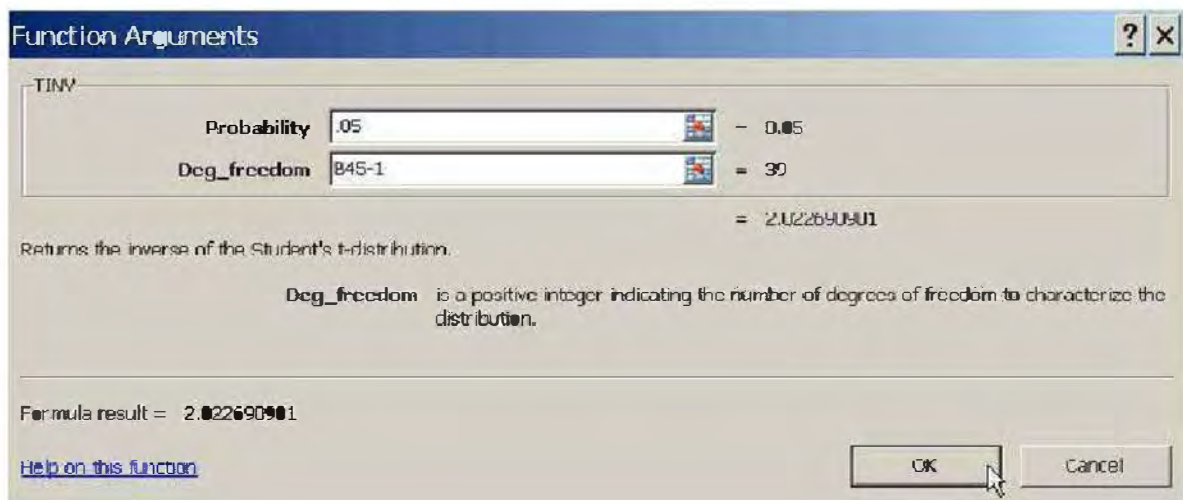 Function Arguments
TINV
Probability .05 = 0.05
Deg_freedom B45-1 = 39
= 2.022690901
Returns the inverse of the Student's t-distribution.
Deg_freedom is a positive integer indicating the number of degrees of freedom to characterize the
distribution.
Formula result = 2.022690901
Help on this function
OK
Cancel